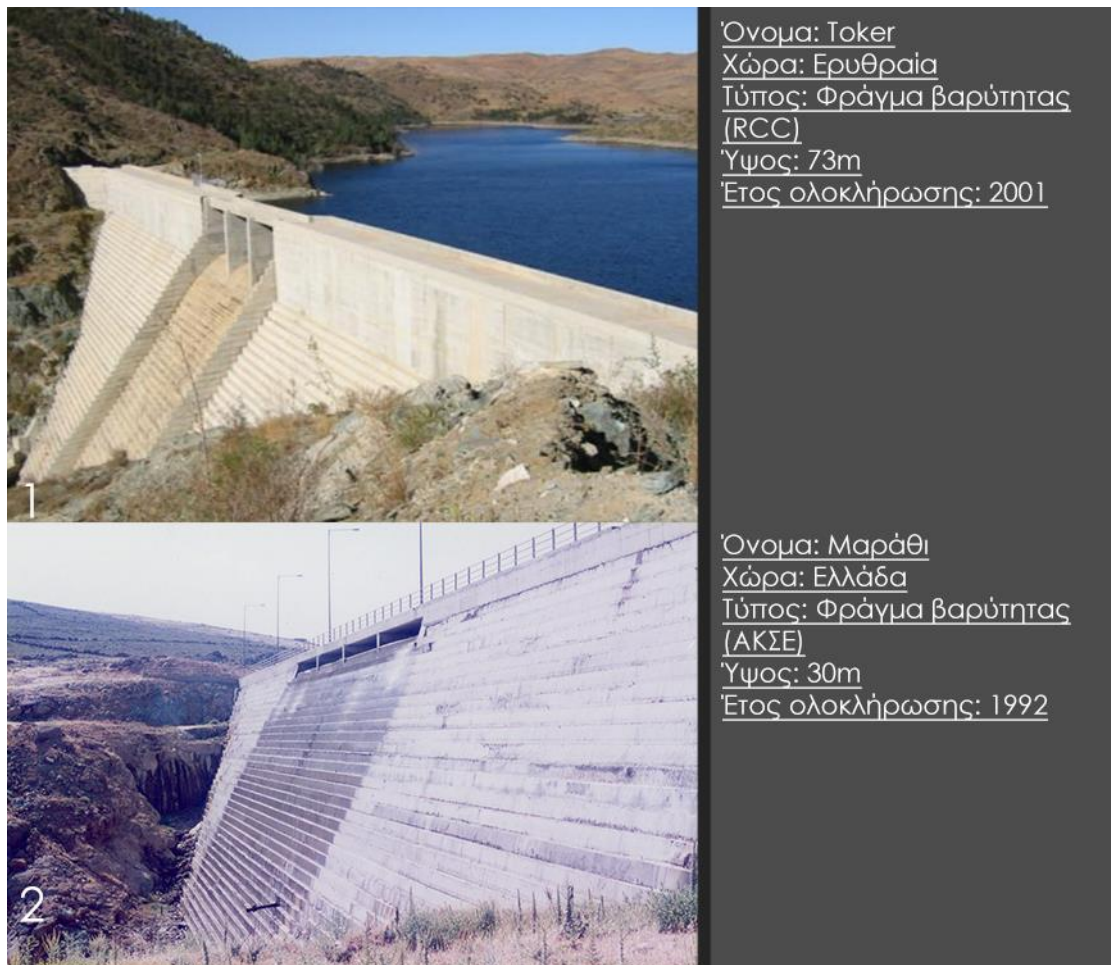 Όνομα: Toker
Χώρα: Ερυθραία
Τύπος: Φράγμα βαρύτητας
(RCC)
Ύψος: 73m
Έτος ολοκλήρωσης: 2001
1
Όνομα: Μαράθι
Χώρα: Ελλάδα
Τύπος: Φράγμα βαρύτητας
(ΑΚΣΕ)
Ύψος: 30m
Έτος ολοκλήρωσης: 1992
2